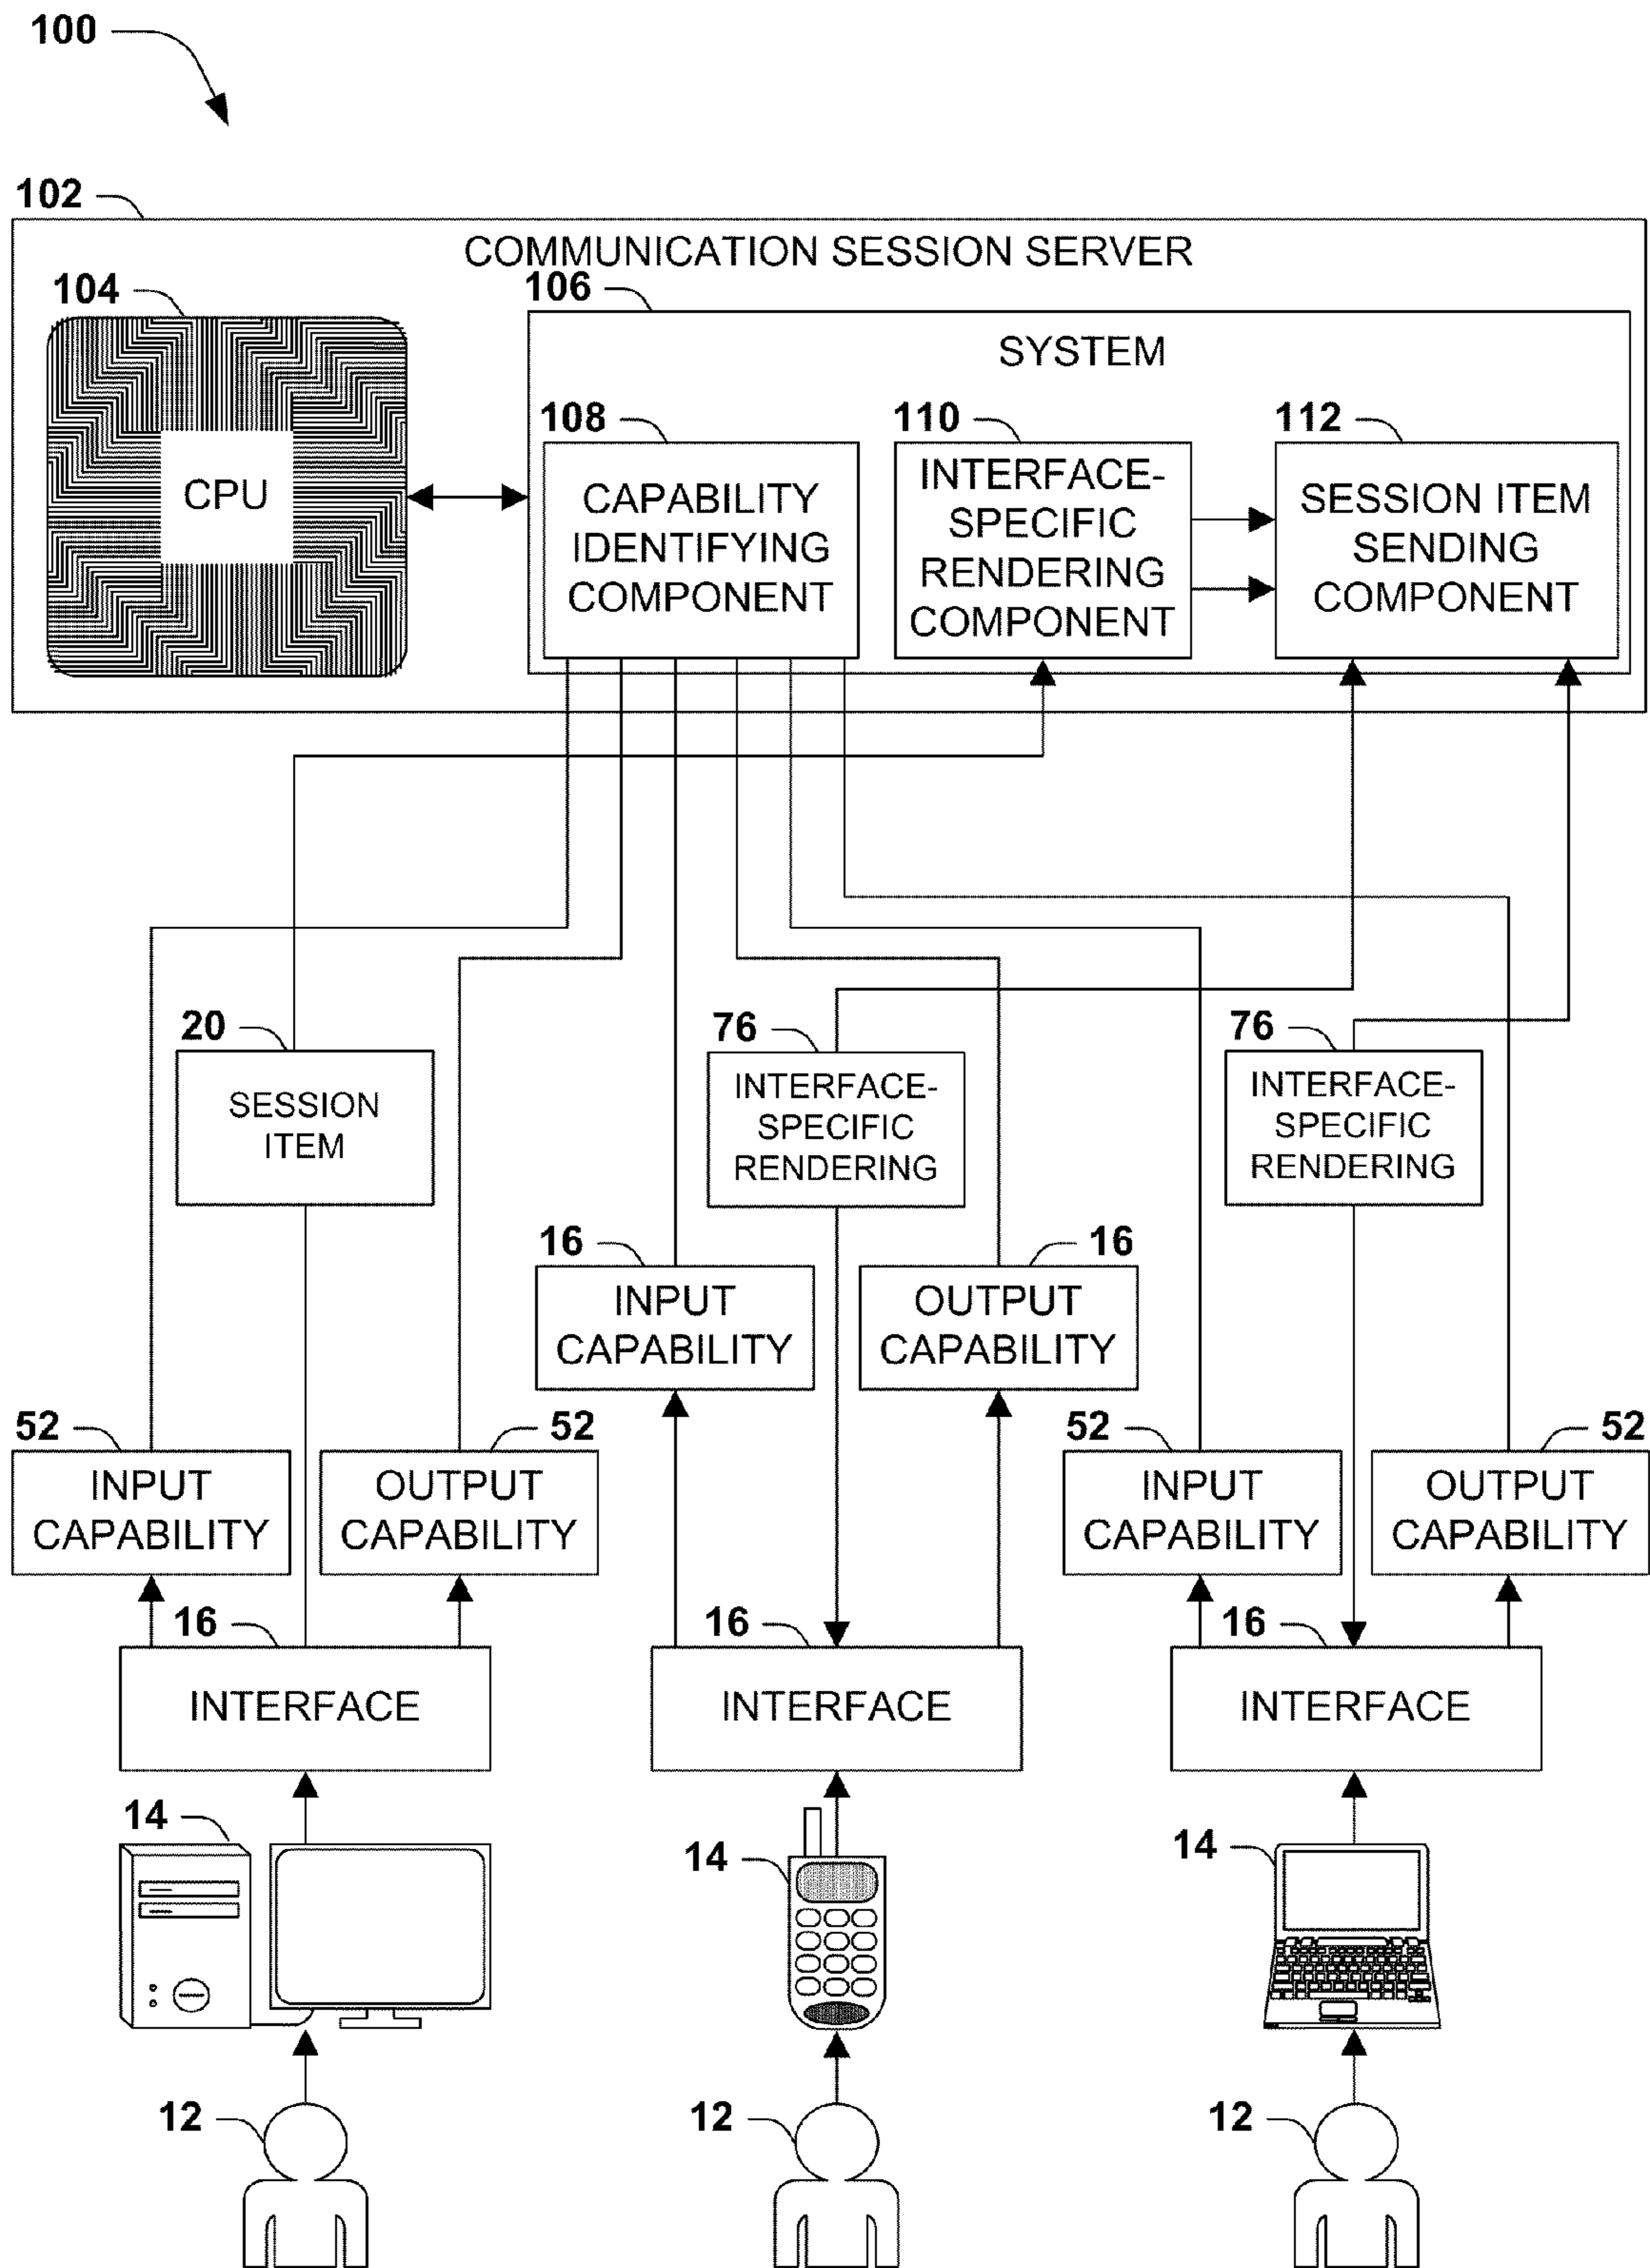 100
102
COMMUNICATION SESSION SERVER
104
106
CPU
SYSTEM
108
CAPABILITY
IDENTIFYING
COMPONENT
110
INTERFACE-
SPECIFIC
RENDERING
COMPONENT
112
SESSION ITEM
SENDING
COMPONENT
20
SESSION
ITEM
76
INTERFACE-
SPECIFIC
RENDERING
76
INTERFACE-
SPECIFIC
RENDERING
16
INPUT
CAPABILITY
16
OUTPUT
CAPABILITY
52
INPUT
CAPABILITY
52
OUTPUT
CAPABILITY
52
INPUT
CAPABILITY
52
OUTPUT
CAPABILITY
16
INTERFACE
16
INTERFACE
16
INTERFACE
14
14
14
12
12
12